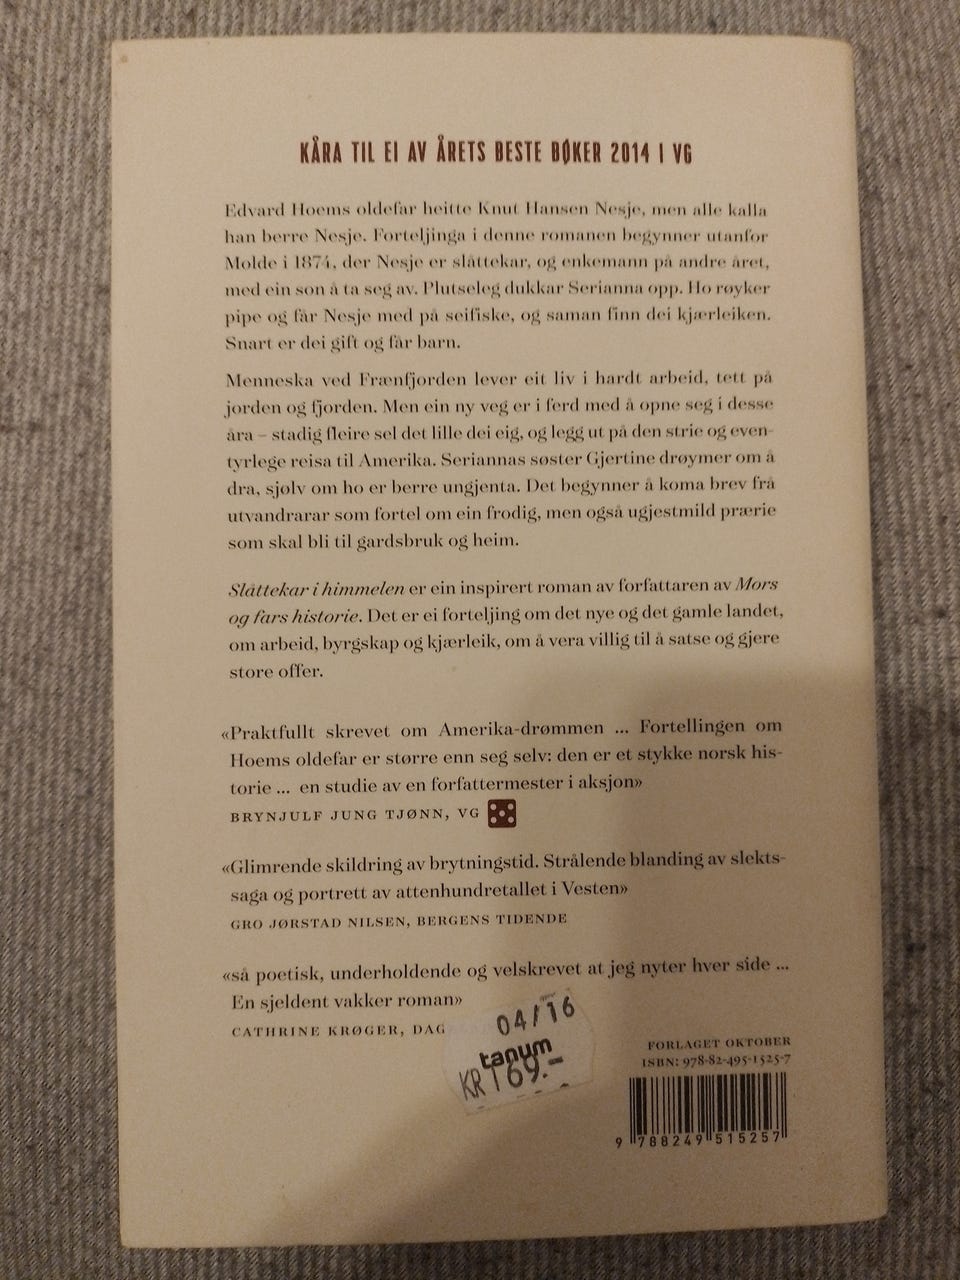 KÅRA TIL EI AV ÅRETS BESTE BØKER 2014 I VG
Edvard Hoems oldefar heitte Knut Hansen Nesje, men alle kalla
han berre Nesje. Forteljinga i denne romanen begynner utanfor
Molde i 1874, der Nesje er slåttekar, og enkemann på andre året,
med ein son å ta seg av. Plutseleg dukkar Serianna opp. Ho røyker
pipe og får Nesje med på seifiske, og saman finn dei kjærleiken.
Snart er dei gift og får barn.
Menneska ved Frænfjorden lever eit liv i hardt arbeid, tett på
jorden og fjorden. Men ein ny veg er i ferd med å opne seg i desse
åra – stadig fleire sel det lille dei eig, og legg ut på den strie og even-
tyrlege reisa til Amerika. Seriannas søster Gjertine drøymer om å
dra, sjølv om ho er berre ungjenta. Det begynner å koma brev frå
utvandrarar som fortel om ein frodig, men også ugjestmild prærie
som skal bli til gardsbruk og heim.
Slåttekar i himmelen er ein inspirert roman av forfattaren av Mors
og fars historie. Det er ei forteljing om det nye og det gamle landet,
om arbeid, byrgskap og kjærleik, om å vera villig til å satse og gjere
store offer.
«Praktfullt skrevet om Amerika-drømmen ... Fortellingen om
Hoems oldefar er større enn seg selv: den er et stykke norsk his-
torie ... en studie av en forfattermester i aksjon»
BRYNJULF JUNG TJØNN, VG
«Glimrende skildring av brytningstid. Strålende blanding av slekts-
saga og portrett av attenhundretallet i Vesten»
GRO JØRSTAD NILSEN, BERGENS TIDENDE
«så poetisk, underholdende og velskrevet at jeg nyter hver side ...
En sjeldent vakker roman»
CATHRINE KRØGER, DAG
04/16
tanum
KR 169.-
FORLAGET OKTOBER
ISBN: 978-82-495-1525-7
9 788249 515257